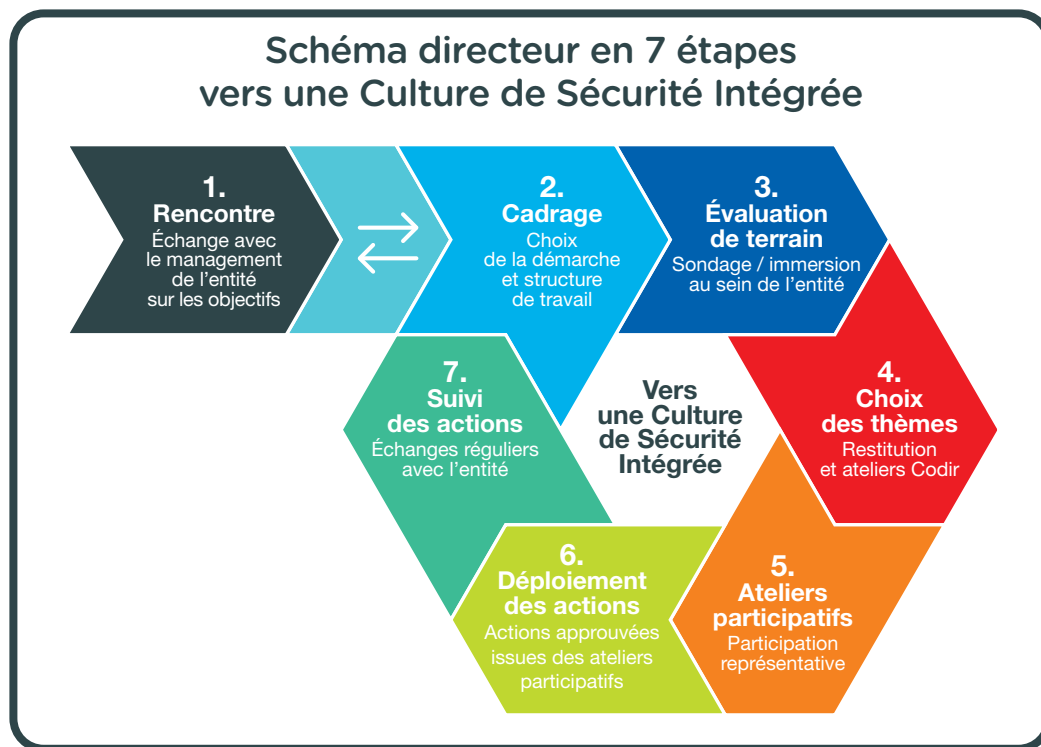 Schéma directeur en 7 étapes
vers une Culture de Sécurité Intégrée
1.
Rencontre
Échange avec
le management
de l'entité
sur les objectifs
2.
Cadrage
Choix
de la démarche
et structure
de travail
3.
Évaluation
de terrain
Sondage / immersion
au sein de l'entité
4.
Choix
des thèmes
Restitution
et ateliers Codir
5.
Ateliers
participatifs
Participation
représentative
6.
Déploiement
des actions
Actions approuvées
issues des ateliers
participatifs
7.
Suivi
des actions
Échanges réguliers
avec l'entité
Vers
une Culture
de Sécurité
Intégrée